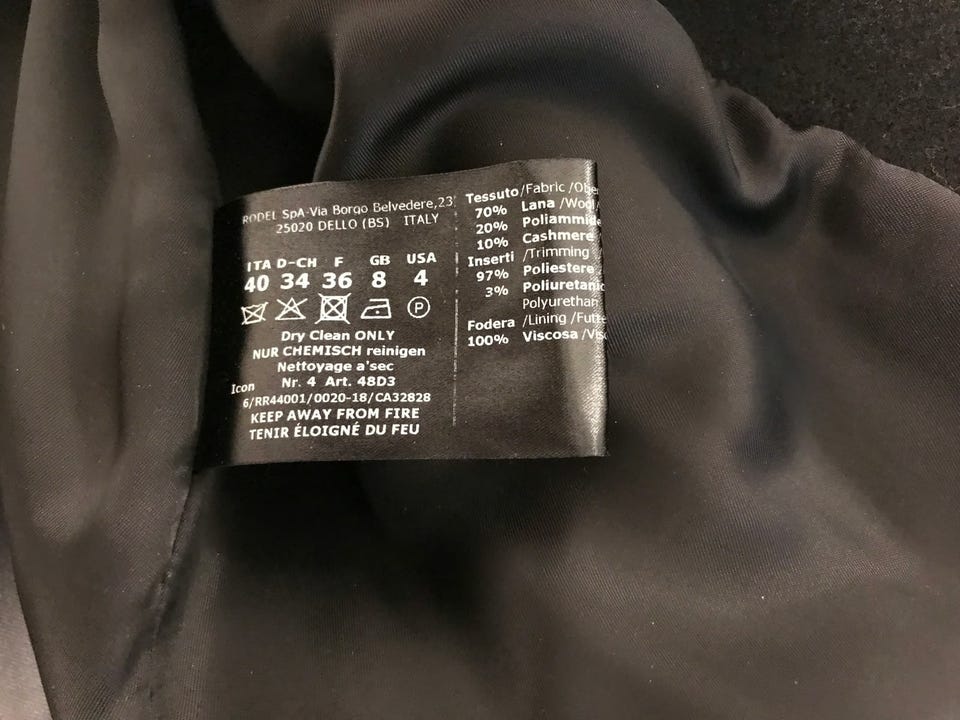 RODEL SpA-Via Borgo Belvedere,23
25020 DELLO (BS) ITALY
ITA D-CH F GB USA
40 34 36 8 4
P
Dry Clean ONLY
NUR CHEMISCH reinigen
Nettoyage a'sec
Icon Nr. 4 Art. 48D3
6/RR44001/0020-18/CA32828
KEEP AWAY FROM FIRE
TENIR ÉLOIGNÉ DU FEU
Tessuto/Fabric
70% Lana /Wool
20%
10% Cashmere
Inserti /Trimming
97% Poliestere
3%
Polyurethan
Fodera /Lining
100% Viscosa